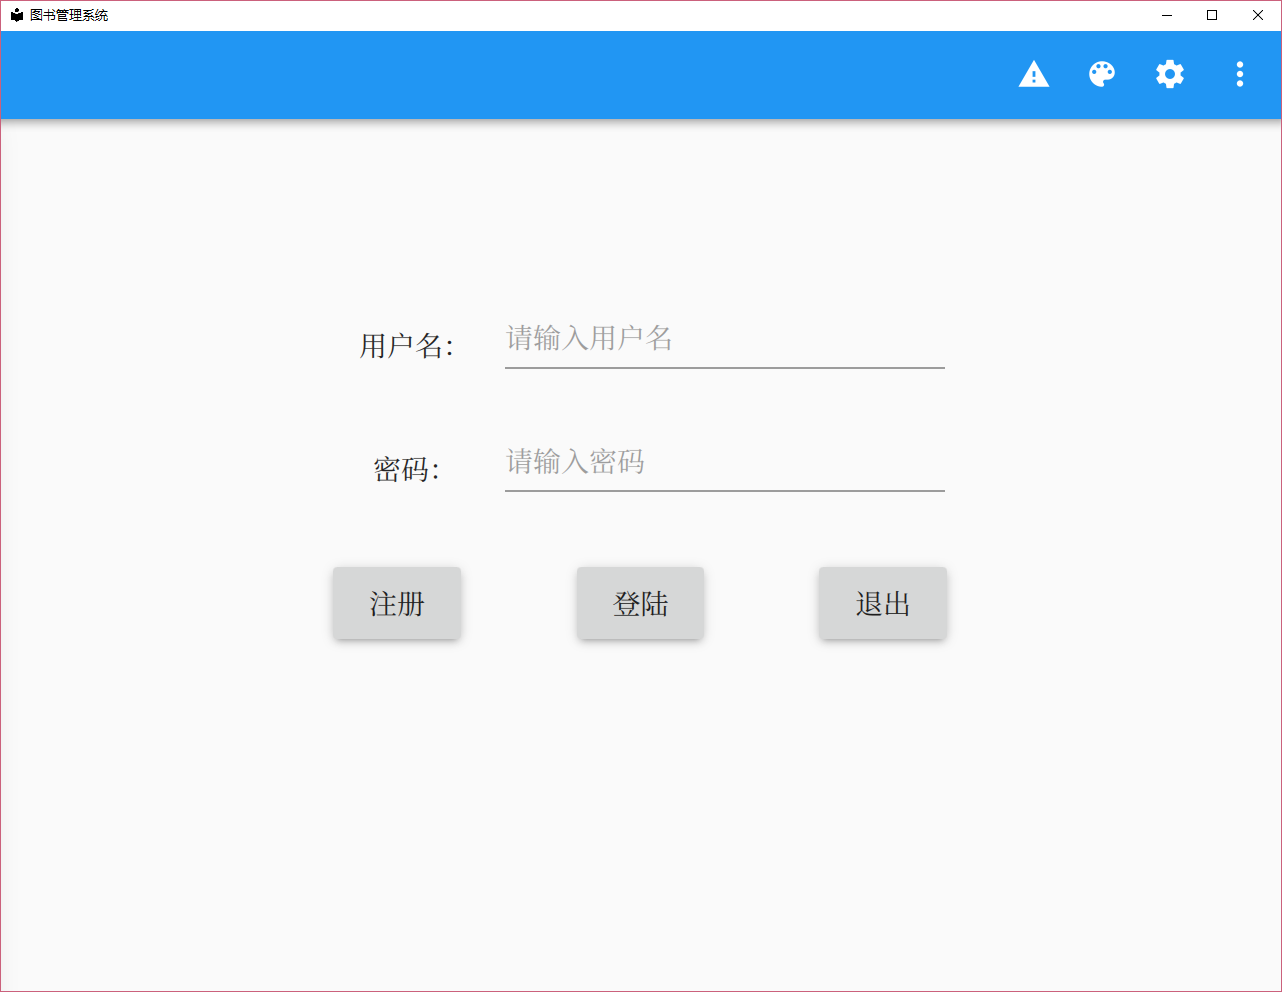 图书管理系统
用户名：
请输入用户名
密码：
请输入密码
注册
登陆
退出